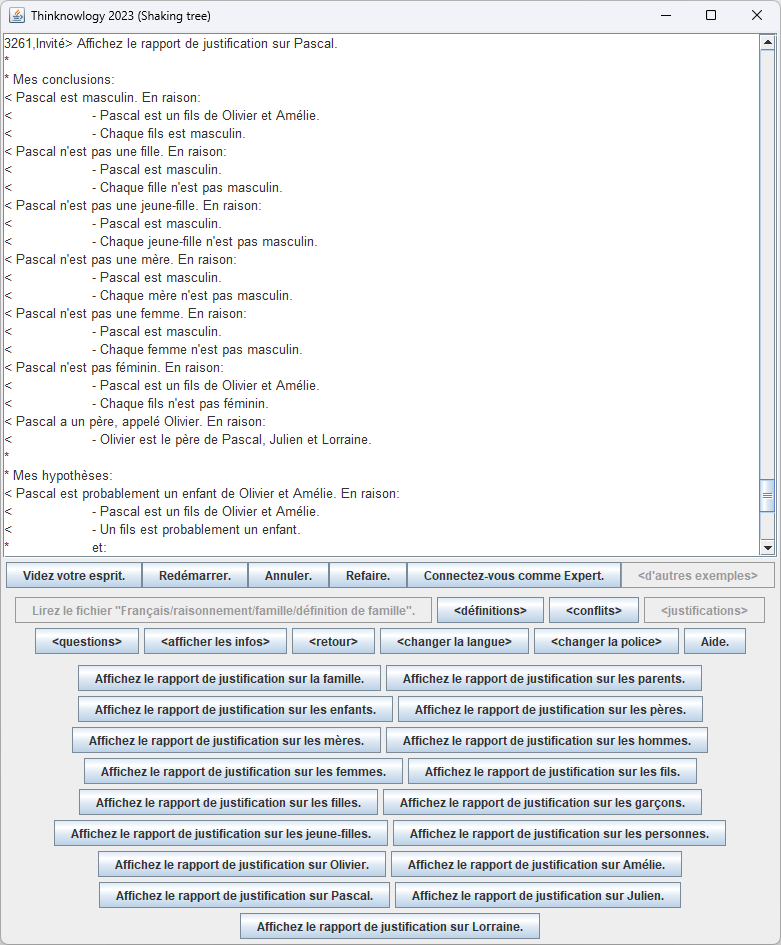 Thinknowlogy 2023 (Shaking tree)
3261,Invité> Affichez le rapport de justification sur Pascal.
*
* Mes conclusions:
< Pascal est masculin. En raison:
< - Pascal est un fils de Olivier et Amélie.
< - Chaque fils est masculin.
< Pascal n'est pas une fille. En raison:
< - Pascal est masculin.
< - Chaque fille n'est pas masculin.
< Pascal n'est pas une jeune-fille. En raison:
< - Pascal est masculin.
< - Chaque jeune-fille n'est pas masculin.
< Pascal n'est pas une mère. En raison:
< - Pascal est masculin.
< - Chaque mère n'est pas masculin.
< Pascal n'est pas une femme. En raison:
< - Pascal est masculin.
< - Chaque femme n'est pas masculin.
< Pascal n'est pas féminin. En raison:
< - Pascal est un fils de Olivier et Amélie.
< - Chaque fils n'est pas féminin.
< Pascal a un père, appelé Olivier. En raison:
< - Olivier est le père de Pascal, Julien et Lorraine.
*
* Mes hypothèses:
< Pascal est probablement un enfant de Olivier et Amélie. En raison:
< - Pascal est un fils de Olivier et Amélie.
< - Un fils est probablement un enfant.
* et:
Videz votre esprit. Redémarrer. Annuler. Refaire. Connectez-vous comme Expert. <d'autres exemples>
Lirez le fichier "Français/raisonnement/famille/définition de famille". <définitions> <conflits> <justifications>
<questions> <afficher les infos> <retour> <changer la langue> <changer la police> Aide.
Affichez le rapport de justification sur la famille. Affichez le rapport de justification sur les parents.
Affichez le rapport de justification sur les enfants. Affichez le rapport de justification sur les pères.
Affichez le rapport de justification sur les mères. Affichez le rapport de justification sur les hommes.
Affichez le rapport de justification sur les femmes. Affichez le rapport de justification sur les fils.
Affichez le rapport de justification sur les filles. Affichez le rapport de justification sur les garçons.
Affichez le rapport de justification sur les jeune-filles. Affichez le rapport de justification sur les personnes.
Affichez le rapport de justification sur Olivier. Affichez le rapport de justification sur Amélie.
Affichez le rapport de justification sur Pascal. Affichez le rapport de justification sur Julien.
Affichez le rapport de justification sur Lorraine.